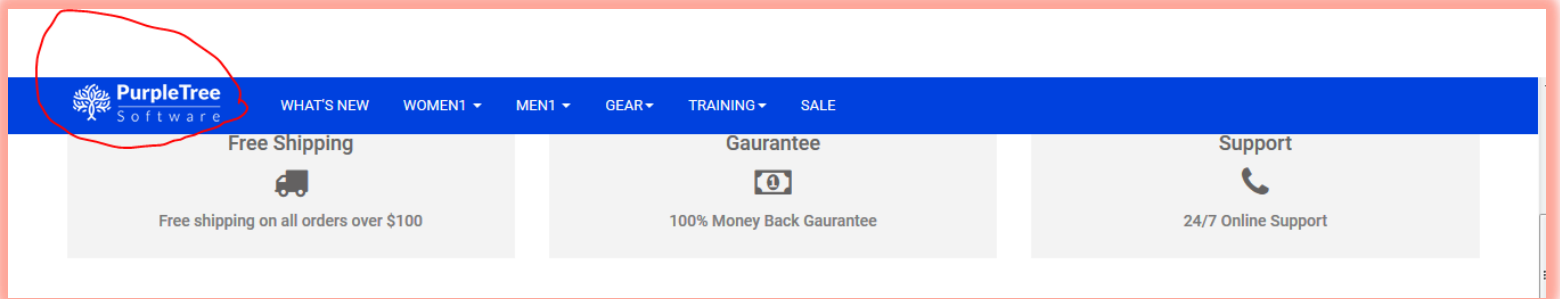 PurpleTree
Software
WHAT'S NEW WOMEN1 MEN1 GEAR TRAINING SALE
Free Shipping Gaurantee Support
1
Free shipping on all orders over $100 100% Money Back Gaurantee 24/7 Online Support